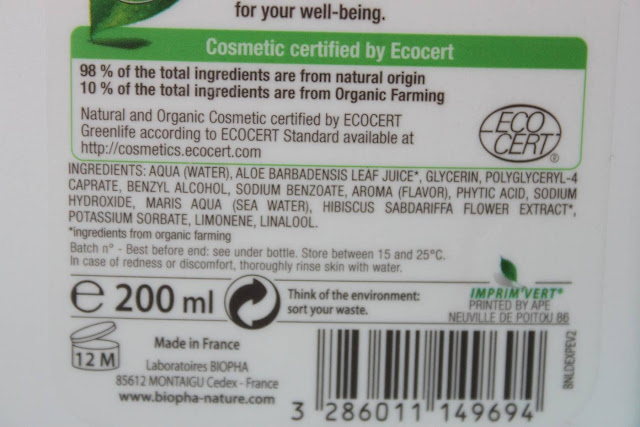 for your well-being.
Cosmetic certified by Ecocert
98 % of the total ingredients are from natural origin
10 % of the total ingredients are from Organic Farming
Natural and Organic Cosmetic certified by ECOCERT
Greenlife according to ECOCERT Standard available at
http://cosmetics.ecocert.com
ECO
CERT
®
INGREDIENTS: AQUA (WATER), ALOE BARBADENSIS LEAF JUICE*, GLYCERIN, POLYGLYCERYL-4
CAPRATE, BENZYL ALCOHOL, SODIUM BENZOATE, AROMA (FLAVOR), PHYTIC ACID, SODIUM
HYDROXIDE, MARIS AQUA (SEA WATER), HIBISCUS SABDARIFFA FLOWER EXTRACT*,
POTASSIUM SORBATE, LIMONENE, LINALOOL.
*ingredients from organic farming
Batch n° - Best before end: see under bottle. Store between 15 and 25°C.
In case of redness or discomfort, thoroughly rinse skin with water.
℮ 200 ml
Think of the environment:
sort your waste.
IMPRIM'VERT®
PRINTED BY APE
NEUVILLE DE POITOU 86
12 M
Made in France
Laboratoires BIOPHA
85612 MONTAIGU Cedex - France
www.biopha-nature.com
3 286011 149694
BNLDEXPEV2